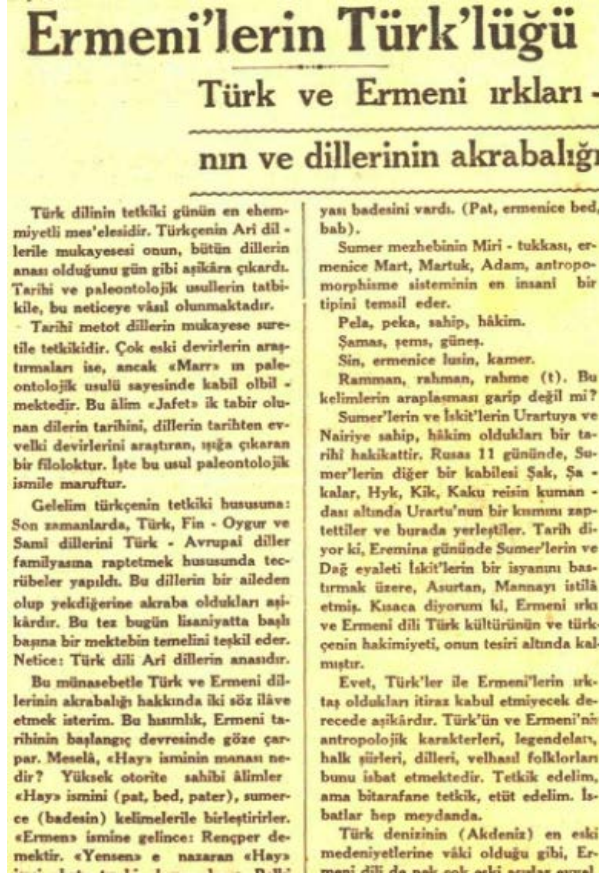 Ermeni'lerin Türk'lüğü
Türk ve Ermeni ırkları -
nın ve dillerinin akrabalığı
Türk dilinin tetkiki günün en ehem-
miyetli mes'elesidir. Türkçenin Ari dil -
lerile mukayesesi onun, bütün dillerin
anası olduğunu gün gibi aşikâra çıkardı.
Tarihî ve paleontolojik usullerin tatbi-
kile, bu neticeye vâsıl olunmaktadır.
Tarihî metot dillerin mukayese sure-
tile tetkikidir. Çok eski devirlerin araş-
tırmaları ise, ancak «Marr» ın pale-
ontolojik usulü sayesinde kabil olbil -
mektedir. Bu âlim «Jafet» ik tabir olu-
nan dilerin tarihini, dillerin tarihten ev-
velki devirlerini araştıran, ışığa çıkaran
bir filoloktur. İşte bu usul paleontolojik
ismile maruftur.
Gelelim türkçenin tetkiki hususuna:
Son zamanlarda, Türk, Fin - Oygur ve
Samî dillerini Türk - Avrupaî diller
familyasına raptetmek hususunda tec-
rübeler yapıldı. Bu dillerin bir aileden
olup yekdiğerine akraba oldukları aşi-
kârdır. Bu tez bugün lisaniyatta başlı
başına bir mektebin temelini teşkil eder.
Netice: Türk dili Arî dillerin anasıdır.
Bu münasebetle Türk ve Ermeni dil-
lerinin akrabalığı hakkında iki söz ilâve
etmek isterim. Bu hısımlık, Ermeni ta-
rihinin başlangıç devresinde göze çar-
par. Meselâ, «Hay» isminin manası ne-
dir? Yüksek otorite sahibi âlimler
«Hay» ismini (pat, bed, pater), sumer-
ce (badesin) kelimelerile birleştirirler.
«Ermen» ismine gelince: Rençper de-
mektir. «Yensen» e nazaran «Hay»
yası badesini vardı. (Pat, ermenice bed,
bab).
Sumer mezhebinin Miri - tukkası, er-
menice Mart, Martuk, Adam, antropo-
morphisme sisteminin en insanî bir
tipini temsil eder.
Pela, peka, sahip, hâkim.
Şamas, şems, güneş.
Sin, ermenice lusin, kamer.
Ramman, rahman, rahme (t). Bu
kelimlerin araplaşması garip değil mi?
Sumer'lerin ve İskit'lerin Urartuya ve
Nairiye sahip, hâkim oldukları bir ta-
rihî hakikattir. Rusas 11 gününde, Su-
mer'lerin diğer bir kabilesi Şak, Şa -
kalar, Hyk, Kik, Kaku reisin kuman -
dası altında Urartu'nun bir kısmını zap-
tettiler ve burada yerleştiler. Tarih di-
yor ki, Eremina gününde Sumer'lerin ve
Dağ eyaleti İskit'lerin bir isyanını bas-
tırmak üzere, Asurtan, Mannayı istilâ
etmiş. Kısaca diyorum ki, Ermeni ırkı
ve Ermeni dili Türk kültürünün ve türk-
çenin hakimiyeti, onun tesiri altında kal-
mıştır.
Evet, Türk'ler ile Ermeni'lerin ırk-
taş oldukları itiraz kabul etmiyecek de-
recede aşikârdır. Türk'ün ve Ermeni'nin
antropolojik karakterleri, legendeları,
halk şiirleri, dilleri, velhasıl folklorları
bunu isbat etmektedir. Tetkik edelim,
ama bitarafane tetkik, etüt edelim. İs-
batlar hep meydanda.
Türk denizinin (Akdeniz) en eski
medeniyetlerine vâki olduğu gibi, Er-
meni dili de pek çok eski